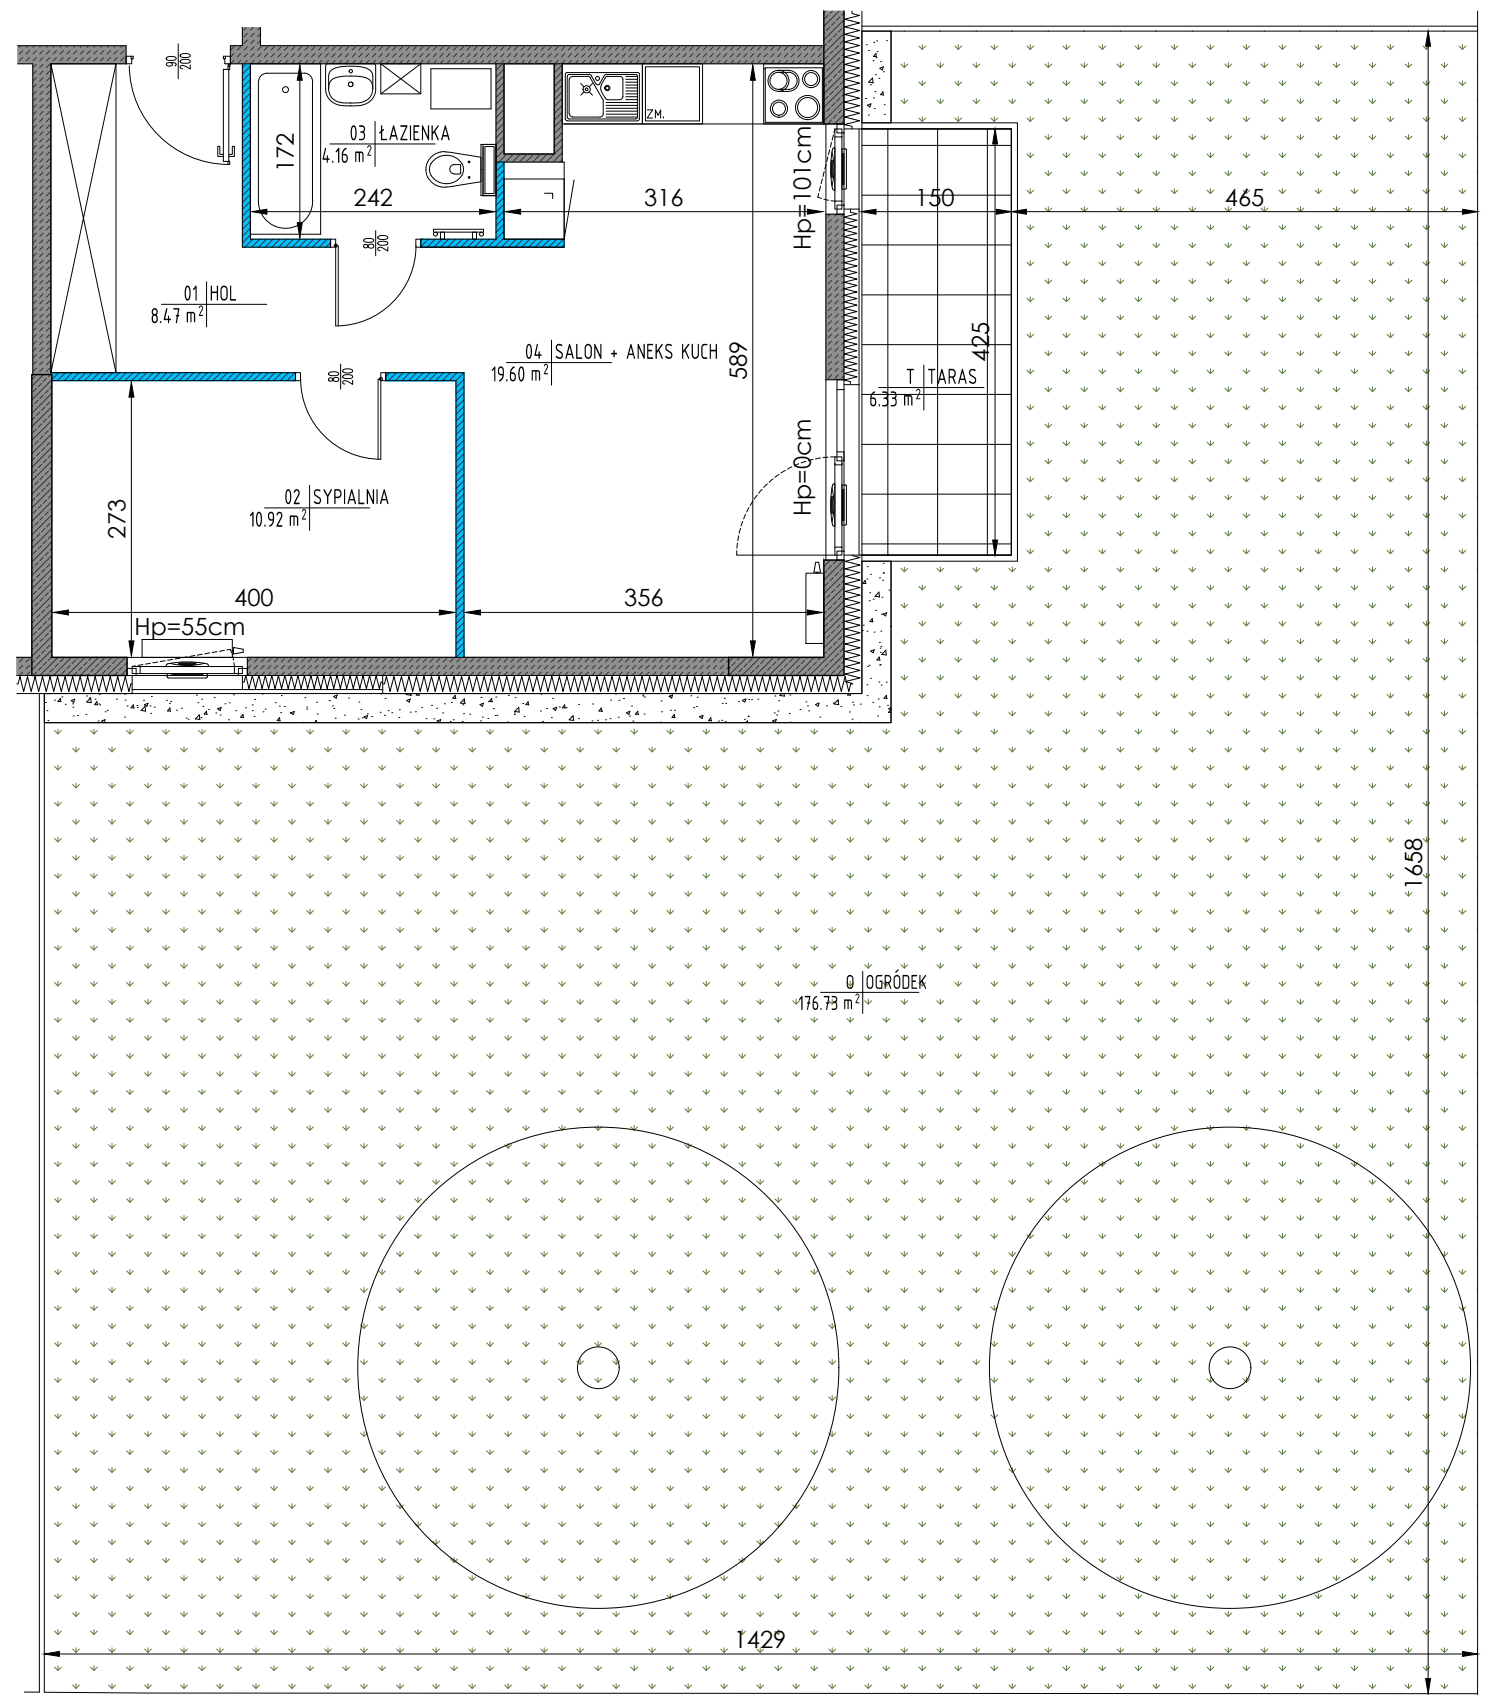 90
200
03 ŁAZIENKA
4.16 m²
172
242
80
200
ZM.
316
Hp=101cm
150
465
01 HOL
8.47 m²
04 SALON + ANEKS KUCH
19.60 m²
589
425
T TARAS
6.33 m²
80
200
Hp=0cm
02 SYPIALNIA
10.92 m²
273
400
356
Hp=55cm
1658
O OGRÓDEK
176.73 m²
1429